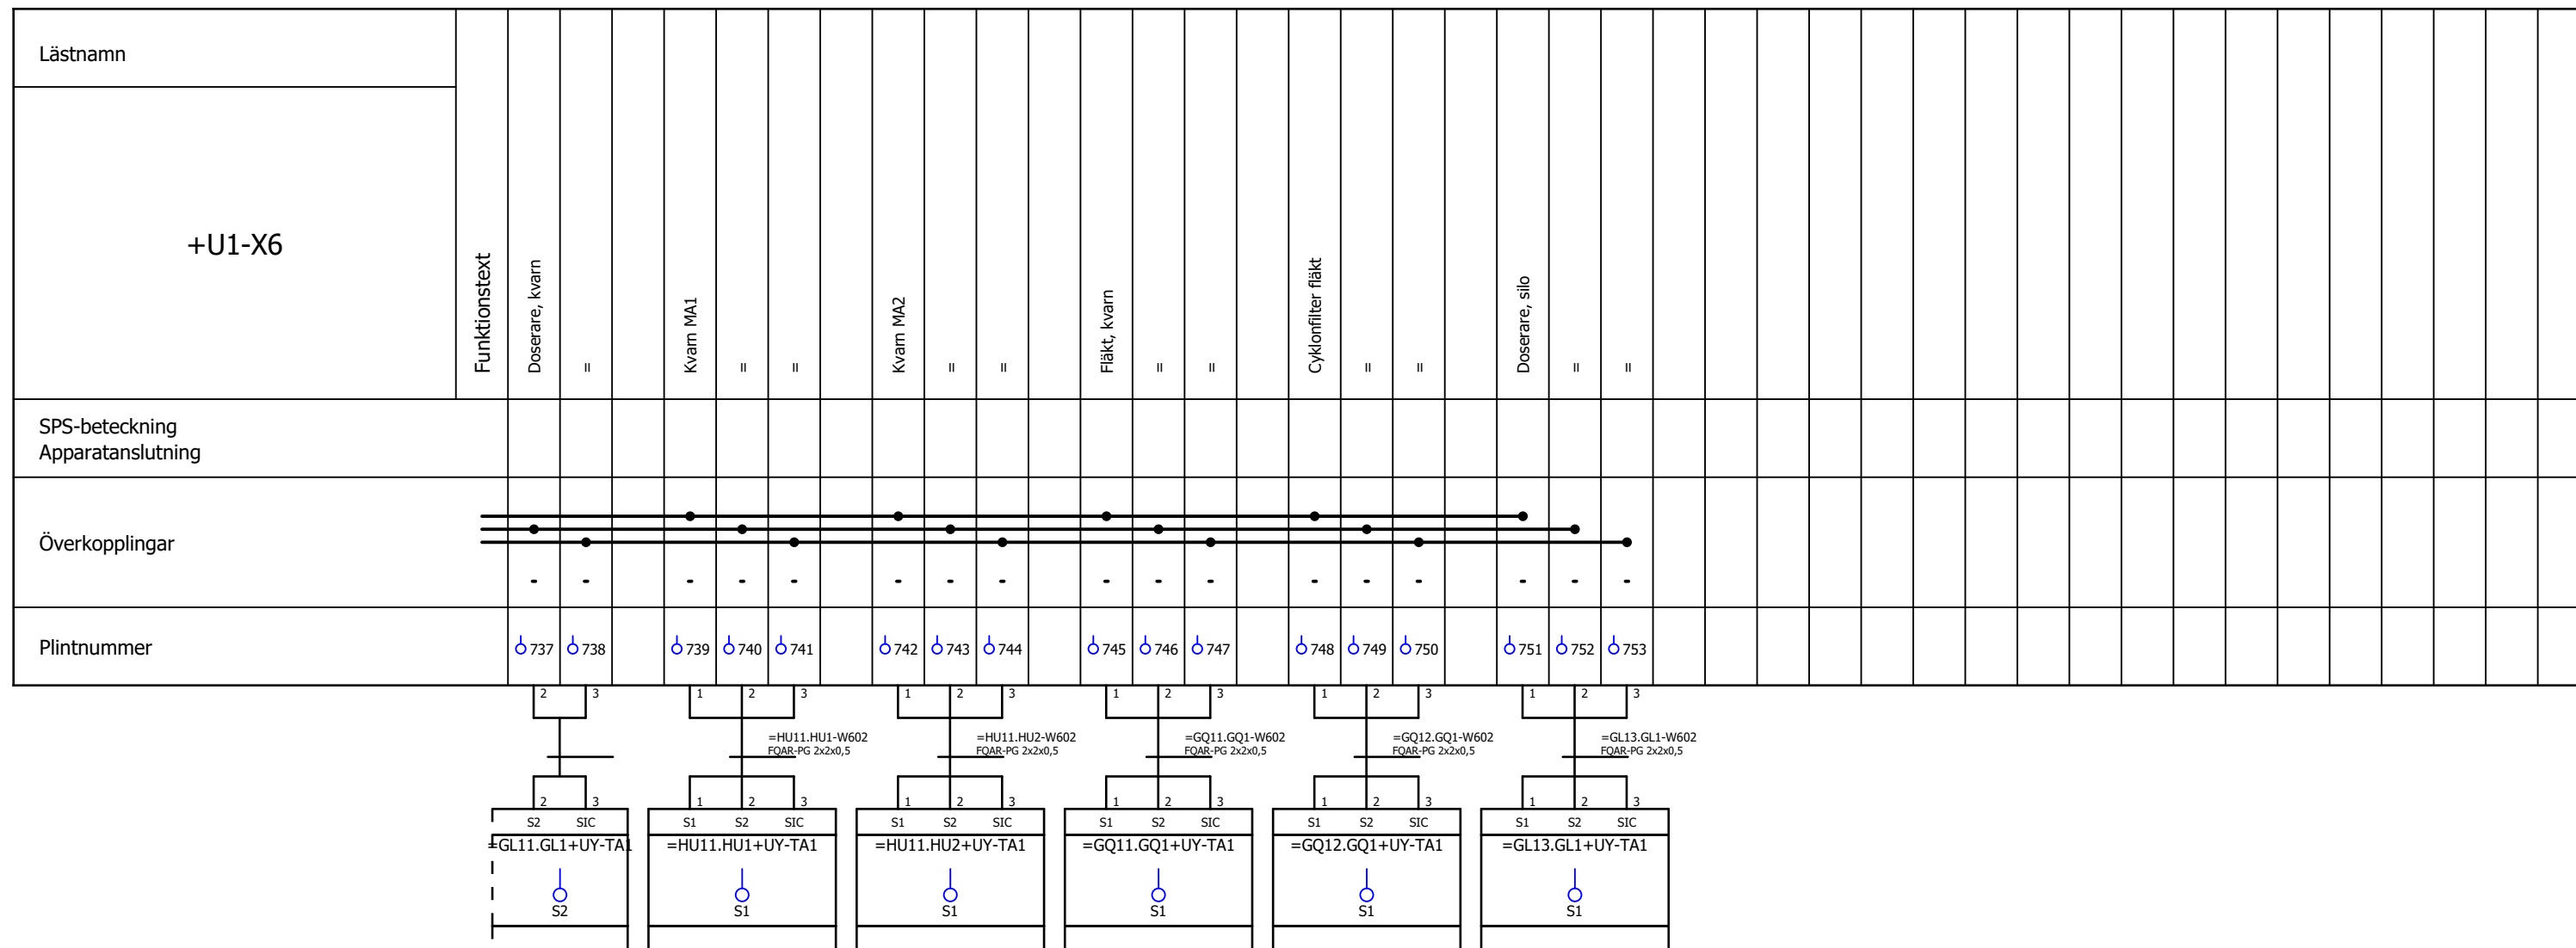 Lästnamn
+U1-X6
Funktionstext
Doserare, kvarn
=
Kvarn MA1
=
=
Kvarn MA2
=
=
Fläkt, kvarn
=
=
Cyklonfilter fläkt
=
=
Doserare, silo
=
=
SPS-beteckning
Apparatanslutning
Överkopplingar
- - - - - - - - - - - - - - - - -
Plintnummer
737 738 739 740 741 742 743 744 745 746 747 748 749 750 751 752 753
2 3 1 2 3 1 2 3 1 2 3 1 2 3 1 2 3
=HU11.HU1-W602
FQAR-PG 2x2x0,5
=HU11.HU2-W602
FQAR-PG 2x2x0,5
=GQ11.GQ1-W602
FQAR-PG 2x2x0,5
=GQ12.GQ1-W602
FQAR-PG 2x2x0,5
=GL13.GL1-W602
FQAR-PG 2x2x0,5
2 3 1 2 3 1 2 3 1 2 3 1 2 3 1 2 3
S2 SIC S1 S2 SIC S1 S2 SIC S1 S2 SIC S1 S2 SIC S1 S2 SIC
=GL11.GL1+UY-TA1 =HU11.HU1+UY-TA1 =HU11.HU2+UY-TA1 =GQ11.GQ1+UY-TA1 =GQ12.GQ1+UY-TA1 =GL13.GL1+UY-TA1
S2 S1 S1 S1 S1 S1